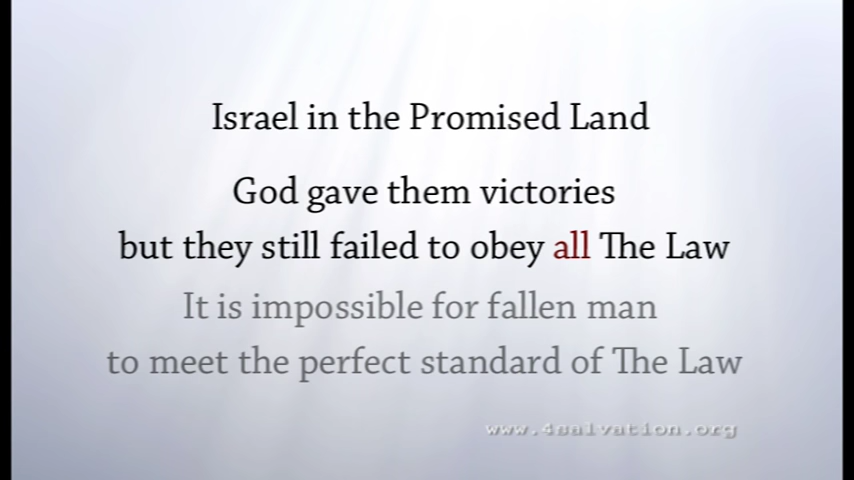 Israel in the Promised Land
God gave them victories
but they still failed to obey all The Law
It is impossible for fallen man
to meet the perfect standard of The Law
www.4salvation.org